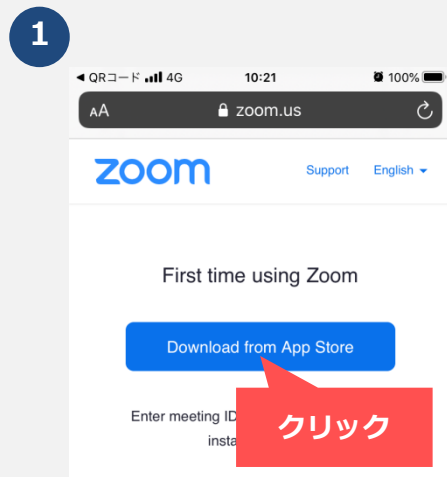 1
◀ QRコード 4G 10:21 100%
AA zoom.us
zoom Support English
First time using Zoom
Download from App Store
Enter meeting ID
insta
クリック